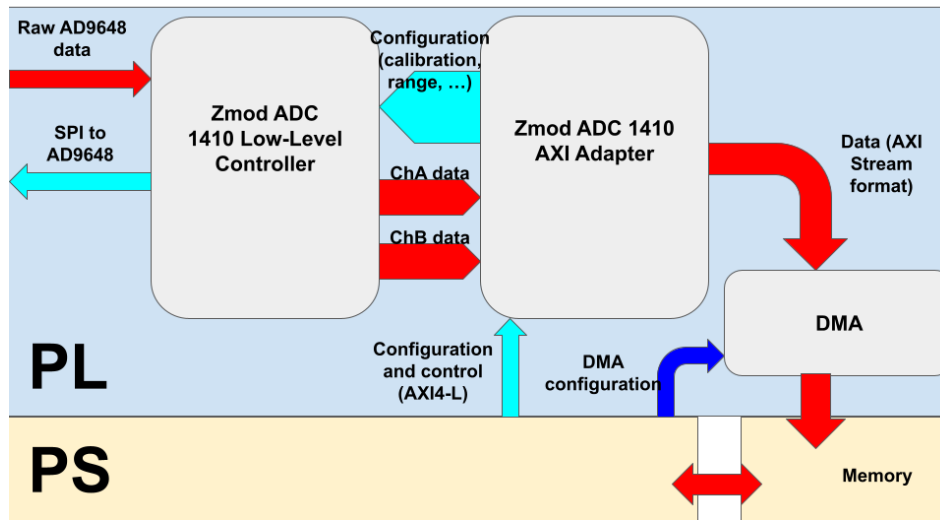 Raw AD9648
data
SPI to
AD9648
Zmod ADC
1410 Low-Level
Controller
Configuration
(calibration,
range, ...)
ChA data
ChB data
Zmod ADC 1410
AXI Adapter
Data (AXI
Stream
format)
DMA
Configuration
and control
(AXI4-L)
DMA
configuration
PL
PS
Memory